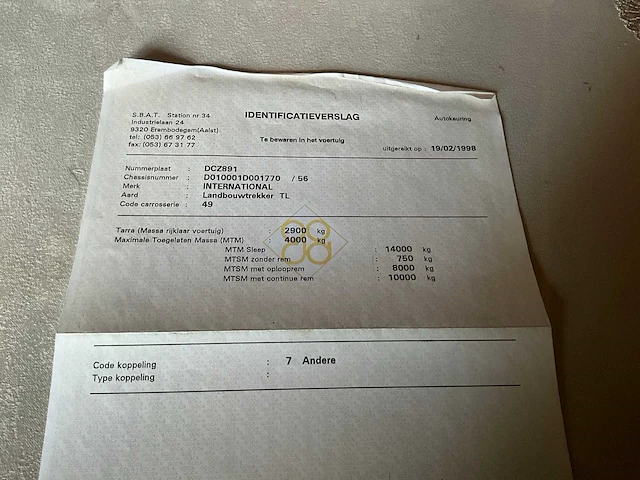 S.B.A.T. Station nr 34
Industrielaan 24
9320 Erembodegem(Aalst)
tel: (053) 66 97 62
fax: (053) 67 31 77
IDENTIFICATIEVERSLAG
Autokeuring
Te bewaren in het voertuig
uitgereikt op : 19/02/1998
Nummerplaat : DCZ891
Chassisnummer : D010001D001770 / 56
Merk : INTERNATIONAL
Aard : Landbouwtrekker TL
Code carrosserie : 49
Tarra (Massa rijklaar voertuig) : 2900 kg
Maximale Toegelaten Massa (MTM) : 4000 kg
MTM Sleep : 14000 kg
MTSM zonder rem : 750 kg
MTSM met oplooprem : 8000 kg
MTSM met continue rem : 10000 kg
Code koppeling : 7 Andere
Type koppeling :